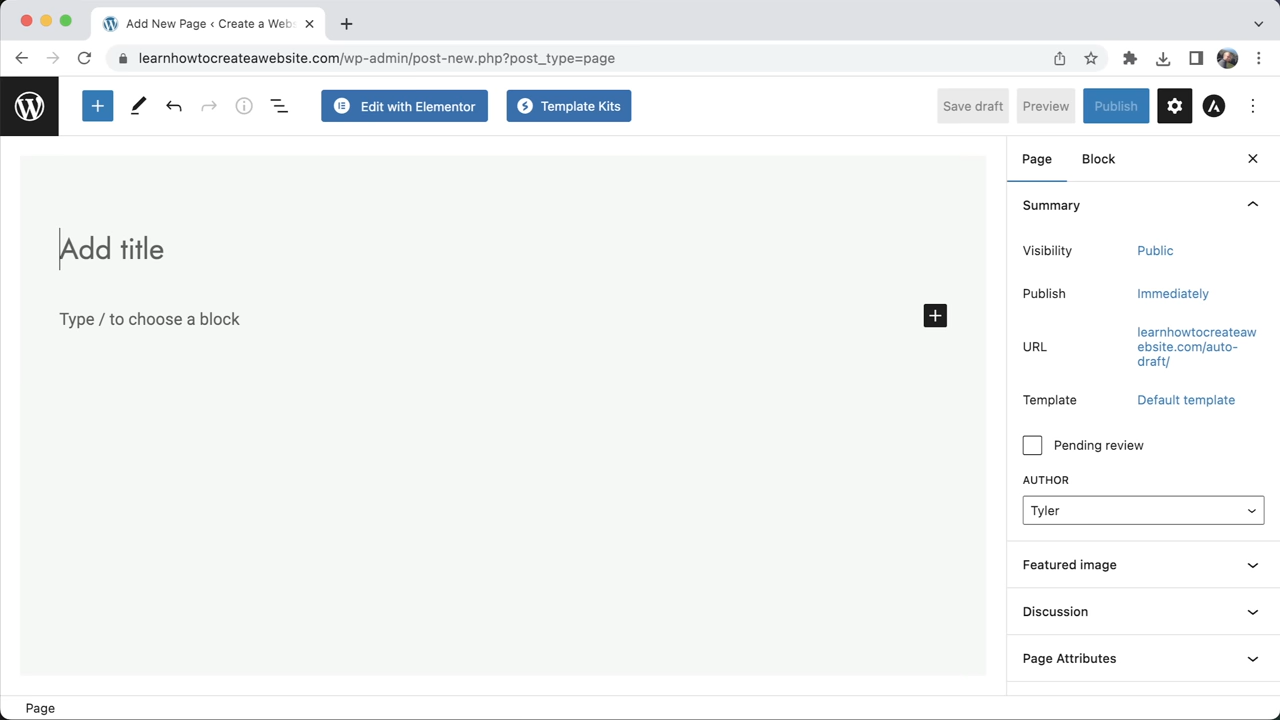 Add New Page ‹ Create a Webs
learnhowtocreateawebsite.com/wp-admin/post-new.php?post_type=page
Edit with Elementor
Template Kits
Save draft
Preview
Publish
Page
Block
Summary
Visibility
Public
Publish
Immediately
URL
learnhowtocreateaw
ebsite.com/auto-
draft/
Template
Default template
Pending review
AUTHOR
Tyler
Featured image
Discussion
Page Attributes
Add title
Type / to choose a block
Page